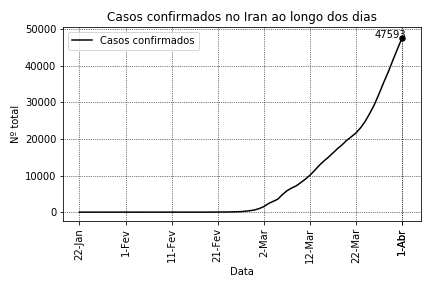 Casos confirmados no Iran ao longo dos dias
Casos confirmados
47593
50000
40000
30000
20000
10000
0
Nº total
22-Jan
1-Fev
11-Fev
21-Fev
2-Mar
12-Mar
22-Mar
1-Abr
Data